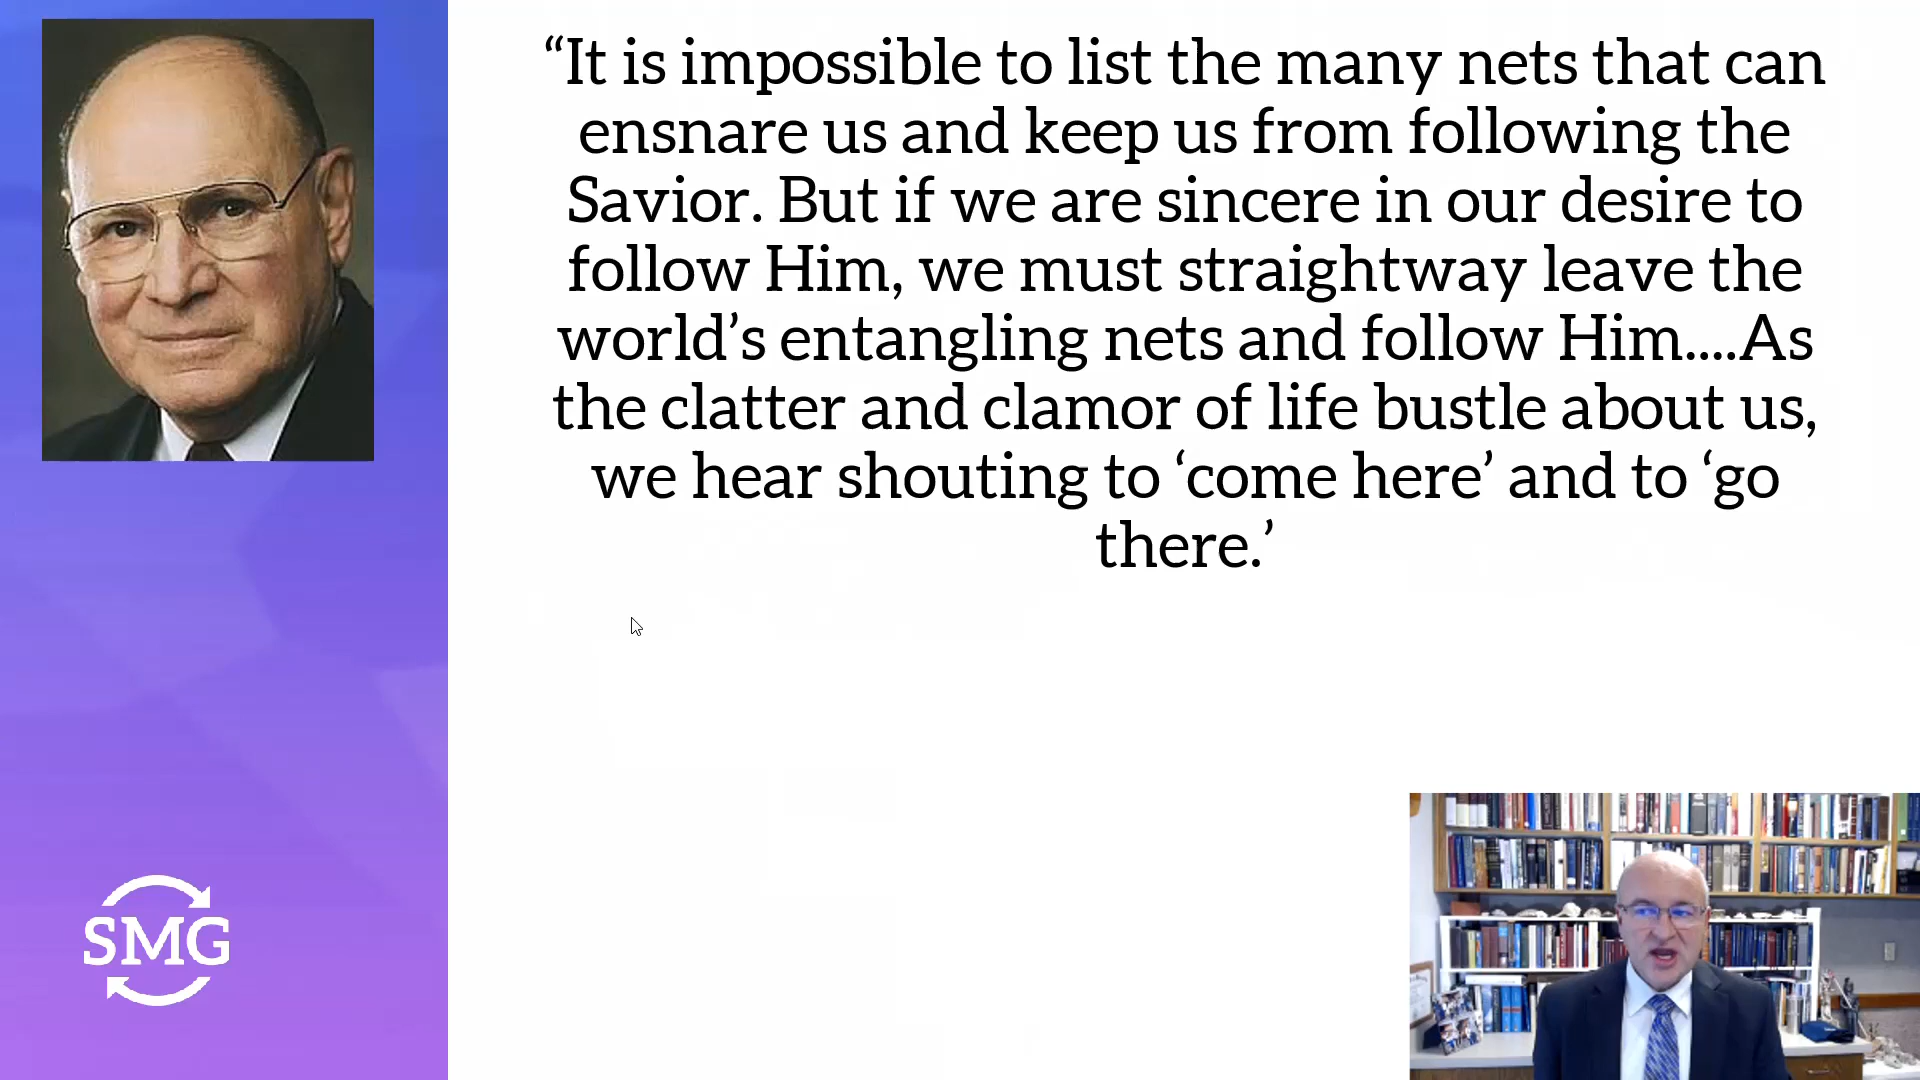 “It is impossible to list the many nets that can
ensnare us and keep us from following the
Savior. But if we are sincere in our desire to
follow Him, we must straightway leave the
world’s entangling nets and follow Him....As
the clatter and clamor of life bustle about us,
we hear shouting to ‘come here’ and to ‘go
there.’
SMG